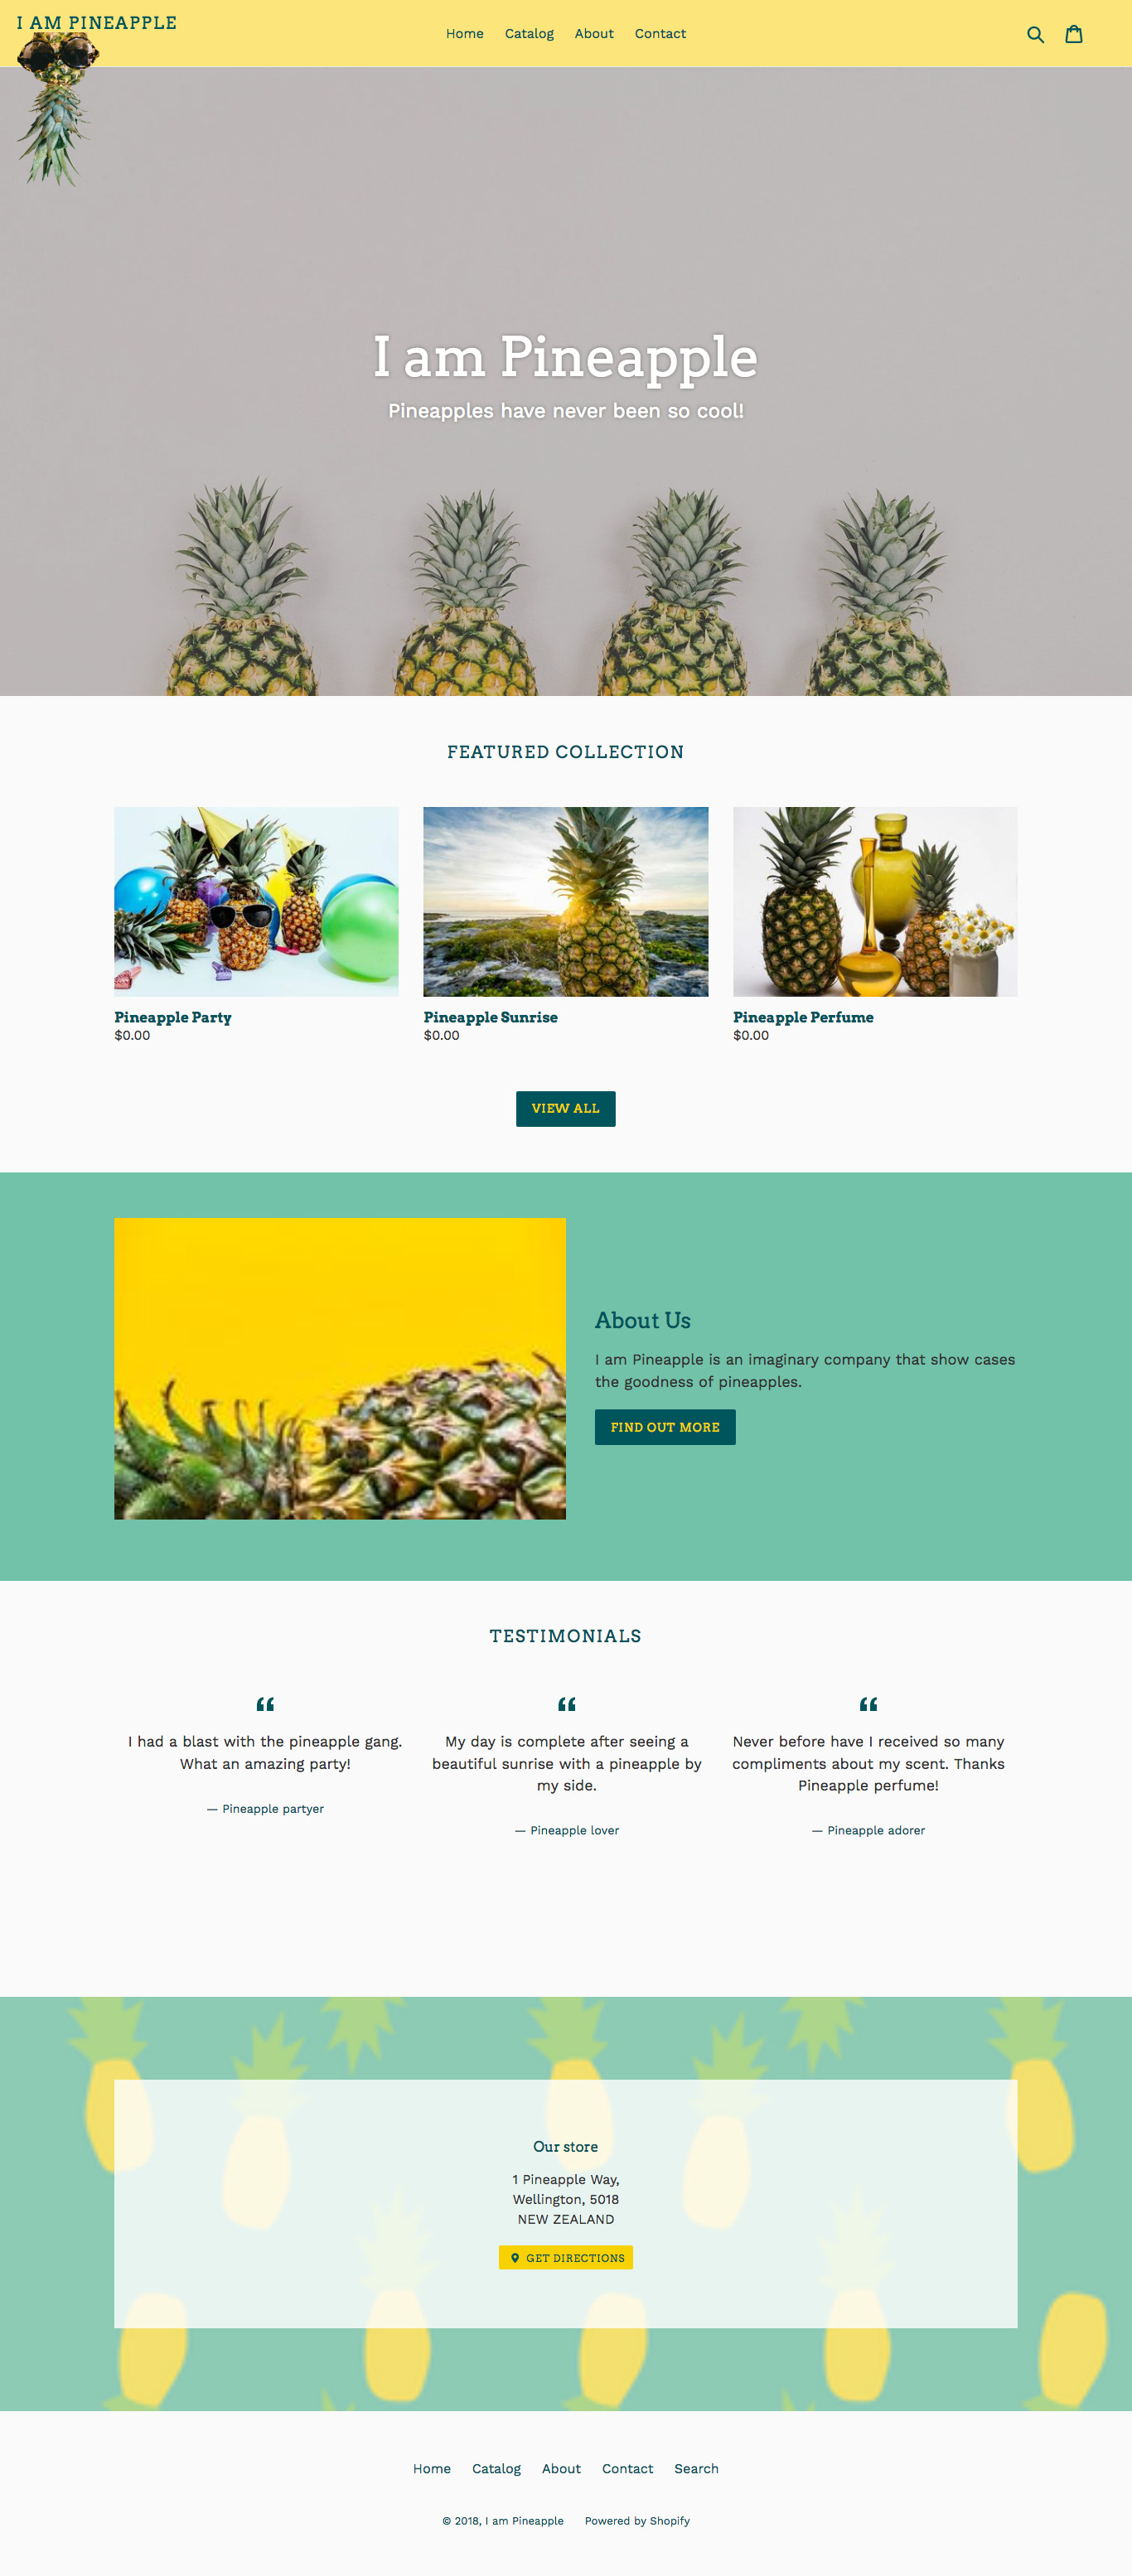 I AM PINEAPPLE
Home Catalog About Contact
I am Pineapple
Pineapples have never been so cool!
FEATURED COLLECTION
Pineapple Party
$0.00
Pineapple Sunrise
$0.00
Pineapple Perfume
$0.00
VIEW ALL
About Us
I am Pineapple is an imaginary company that show cases
the goodness of pineapples.
FIND OUT MORE
TESTIMONIALS
“
I had a blast with the pineapple gang.
What an amazing party!
— Pineapple partyer
“
My day is complete after seeing a
beautiful sunrise with a pineapple by
my side.
— Pineapple lover
“
Never before have I received so many
compliments about my scent. Thanks
Pineapple perfume!
— Pineapple adorer
Our store
1 Pineapple Way,
Wellington, 5018
NEW ZEALAND
GET DIRECTIONS
Home Catalog About Contact Search
© 2018, I am Pineapple Powered by Shopify